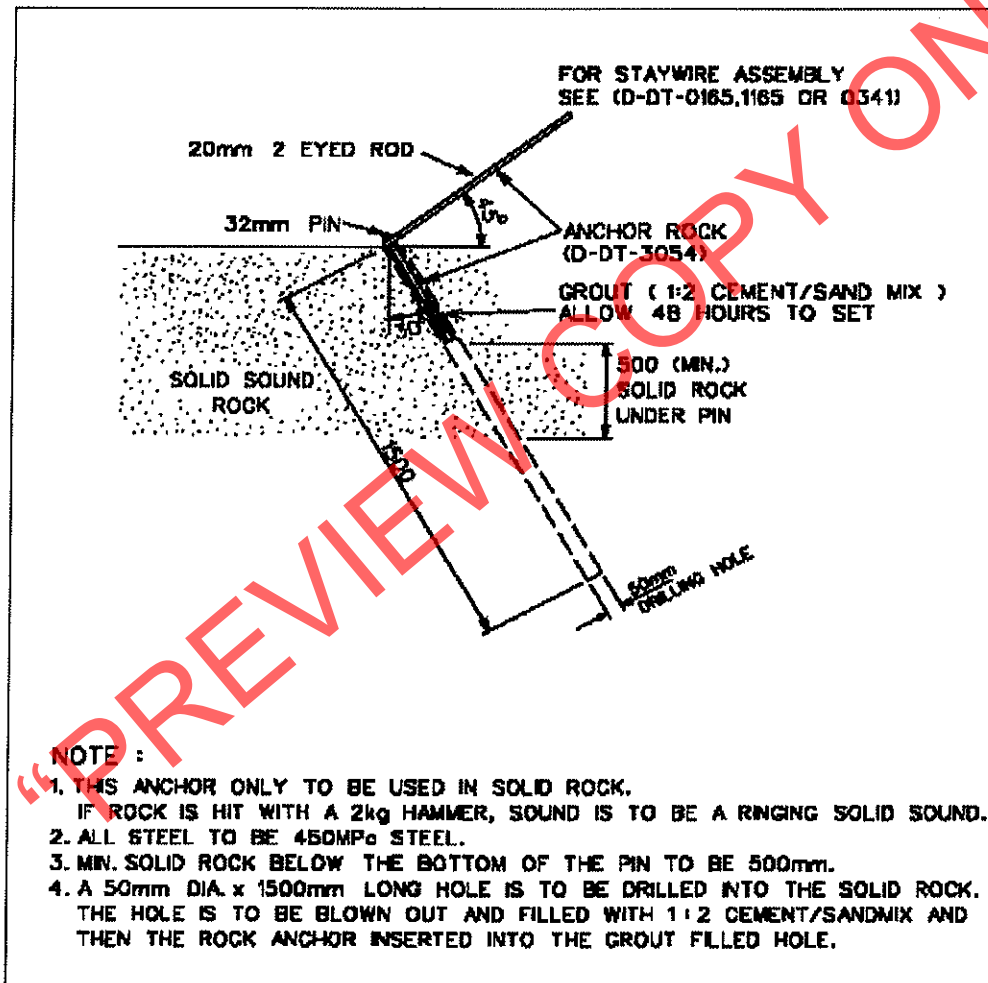 FOR STAYWIRE ASSEMBLY
SEE (D-DT-0165,1165 OR 0341)
20mm 2 EYED ROD
45°
32mm PIN
ANCHOR ROCK
(D-DT-3054)
GROUT ( 1:2 CEMENT/SAND MIX )
ALLOW 48 HOURS TO SET
30°
500 (MIN.)
SOLID ROCK
UNDER PIN
SOLID SOUND
ROCK
1500
50mm
DRILLING HOLE
NOTE :
1. THIS ANCHOR ONLY TO BE USED IN SOLID ROCK.
IF ROCK IS HIT WITH A 2kg HAMMER, SOUND IS TO BE A RINGING SOLID SOUND.
2. ALL STEEL TO BE 450MPa STEEL.
3. MIN. SOLID ROCK BELOW THE BOTTOM OF THE PIN TO BE 500mm.
4. A 50mm DIA. x 1500mm LONG HOLE IS TO BE DRILLED INTO THE SOLID ROCK.
THE HOLE IS TO BE BLOWN OUT AND FILLED WITH 1:2 CEMENT/SANDMIX AND
THEN THE ROCK ANCHOR INSERTED INTO THE GROUT FILLED HOLE.
"PREVIEW COPY ON